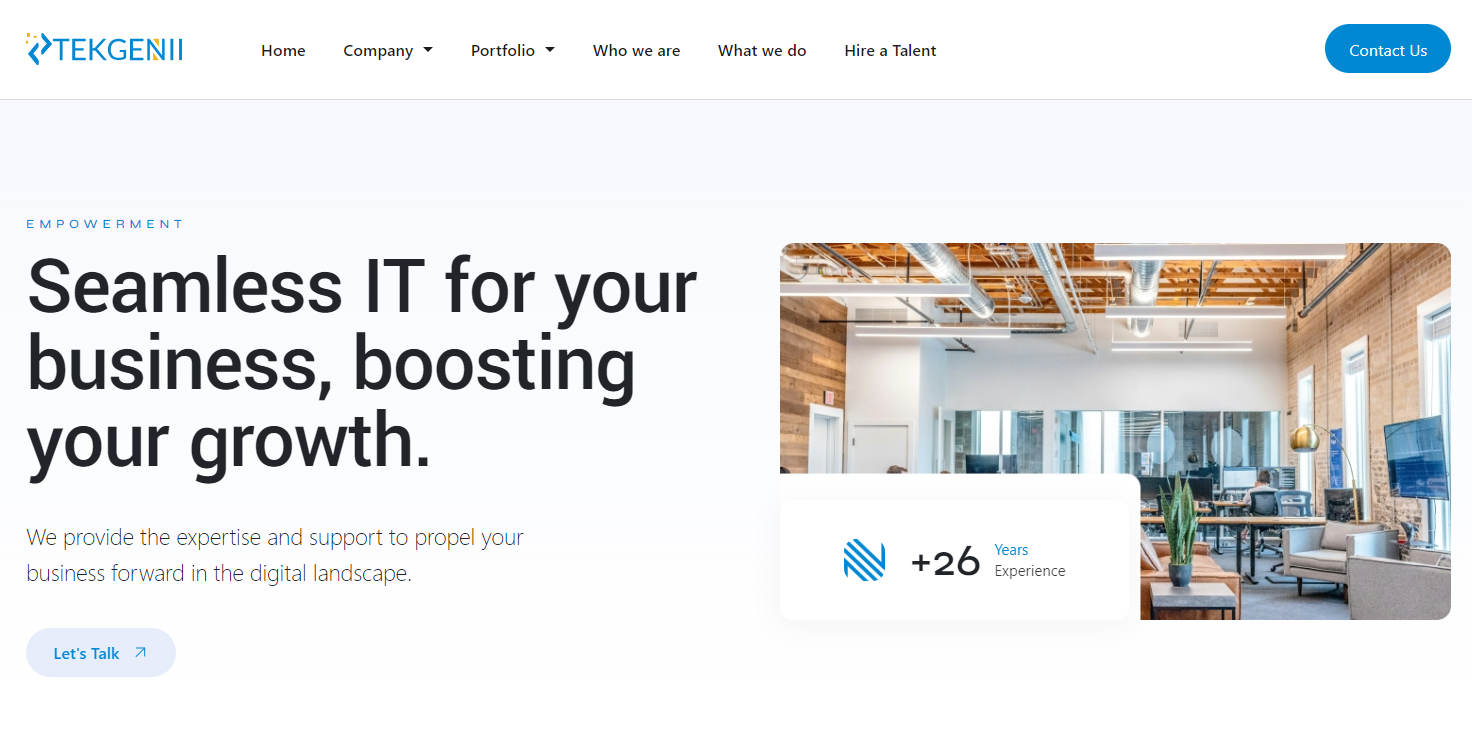 TEKGENII
Home
Company
Portfolio
Who we are
What we do
Hire a Talent
Contact Us
EMPOWERMENT
Seamless IT for your
business, boosting
your growth.
We provide the expertise and support to propel your
business forward in the digital landscape.
Let's Talk
+26
Years
Experience